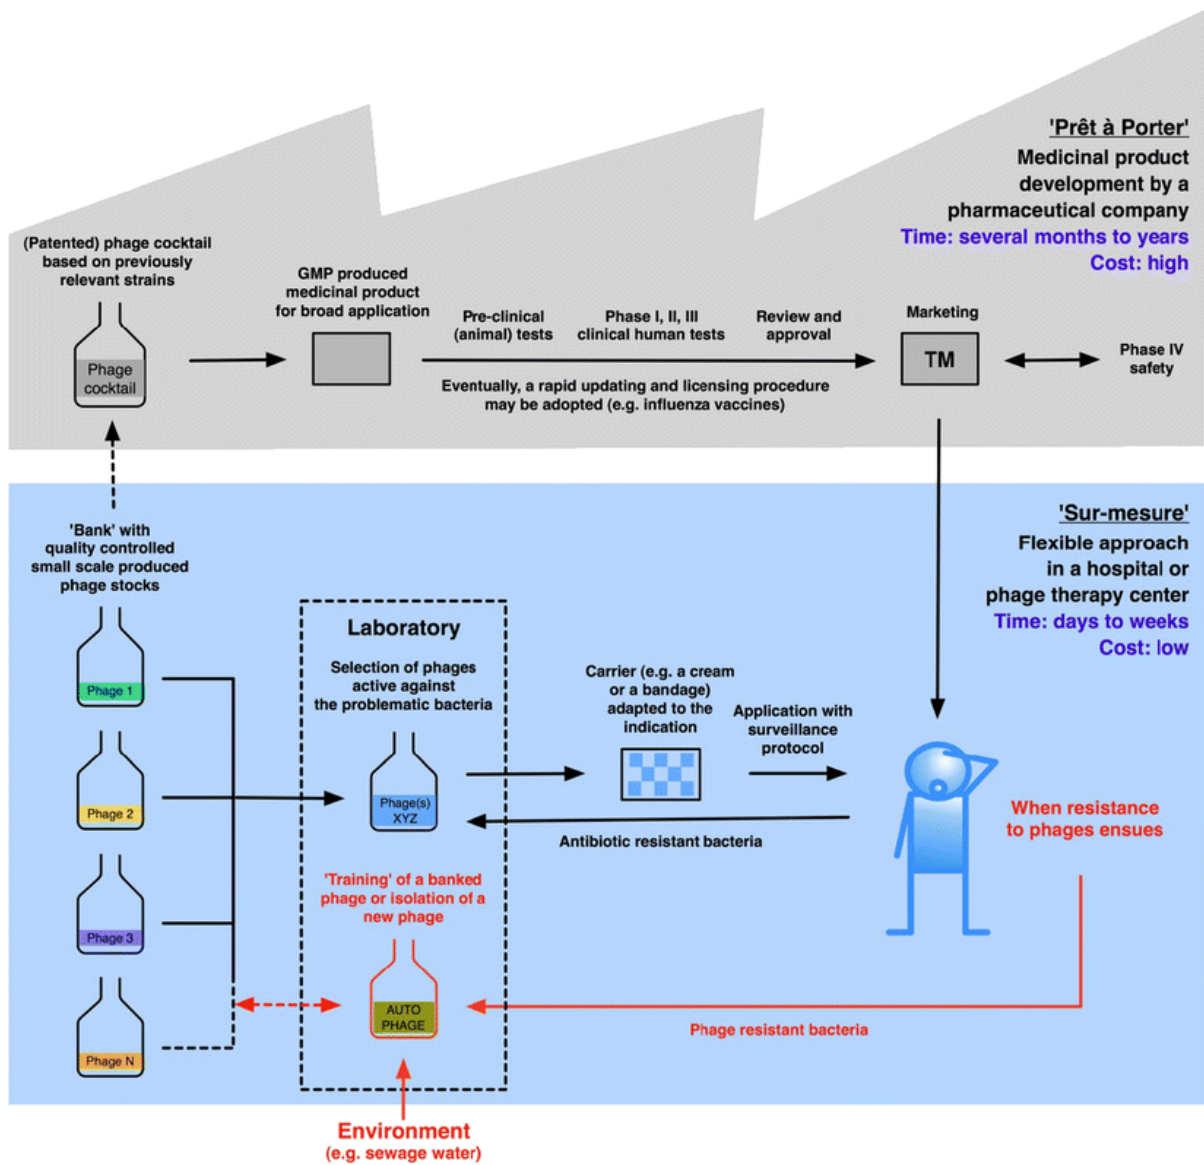 'Prêt à Porter'
Medicinal product
development by a
pharmaceutical company
Time: several months to years
Cost: high
(Patented) phage cocktail
based on previously
relevant strains
Phage
cocktail
GMP produced
medicinal product
for broad application
Pre-clinical
(animal) tests
Phase I, II, III
clinical human tests
Review and
approval
Eventually, a rapid updating and licensing procedure
may be adopted (e.g. influenza vaccines)
Marketing
TM
Phase IV
safety
'Sur-mesure'
Flexible approach
in a hospital or
phage therapy center
Time: days to weeks
Cost: low
'Bank' with
quality controlled
small scale produced
phage stocks
Phage 1
Phage 2
Phage 3
Phage N
Laboratory
Selection of phages
active against
the problematic bacteria
Phage(s)
XYZ
'Training' of a banked
phage or isolation of a
new phage
AUTO
PHAGE
Carrier (e.g. a cream
or a bandage)
adapted to the
indication
Application with
surveillance
protocol
Antibiotic resistant bacteria
When resistance
to phages ensues
Phage resistant bacteria
Environment
(e.g. sewage water)